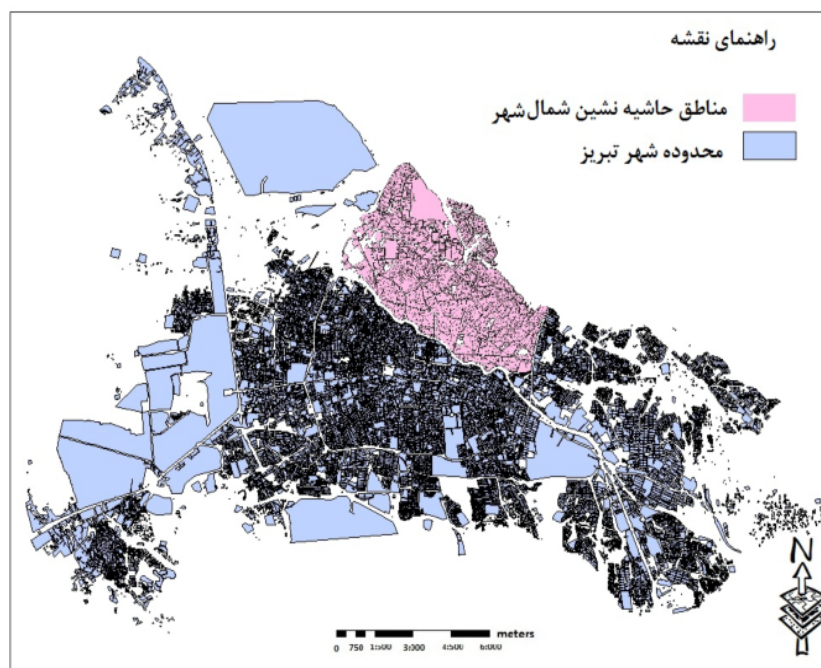 راهنمای نقشه
مناطق حاشیه نشین شمال‌شهر
محدوده شهر تبریز
N
meters
0 750 1:500 3:000 4:500 6:000